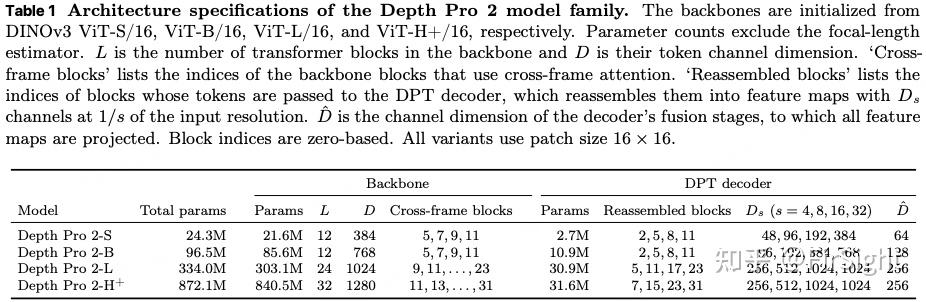 Table 1 Architecture specifications of the Depth Pro 2 model family. The backbones are initialized from
DINOv3 ViT-S/16, ViT-B/16, ViT-L/16, and ViT-H+/16, respectively. Parameter counts exclude the focal-length
estimator. L is the number of transformer blocks in the backbone and D is their token channel dimension. ‘Cross-
frame blocks’ lists the indices of the backbone blocks that use cross-frame attention. ‘Reassembled blocks’ lists the
indices of blocks whose tokens are passed to the DPT decoder, which reassembles them into feature maps with Dₛ
channels at 1/s of the input resolution. D̂ is the channel dimension of the decoder’s fusion stages, to which all feature
maps are projected. Block indices are zero-based. All variants use patch size 16 × 16.
Backbone DPT decoder
Model Total params Params L D Cross-frame blocks Params Reassembled blocks Dₛ (s = 4, 8, 16, 32) D̂
Depth Pro 2-S 24.3M 21.6M 12 384 5, 7, 9, 11 2.7M 2, 5, 8, 11 48, 96, 192, 384 64
Depth Pro 2-B 96.5M 85.6M 12 768 5, 7, 9, 11 10.9M 2, 5, 8, 11 96, 192, 384, 768 128
Depth Pro 2-L 334.0M 303.1M 24 1024 9, 11, . . . , 23 30.9M 5, 11, 17, 23 256, 512, 1024, 1024 256
Depth Pro 2-H⁺ 872.1M 840.5M 32 1280 11, 13, . . . , 31 31.6M 7, 15, 23, 31 256, 512, 1024, 1024 256